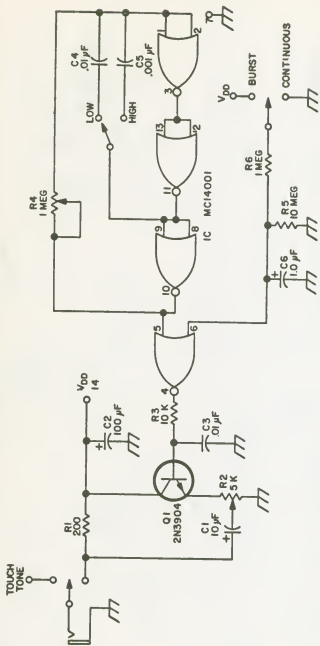 TOUCH
TONE
R1
200
VDD
14
C2
100 µF
Q1
2N3904
C1
10µF
R2
5K
R3
10 K
C3
.01 µF
4
5
6
R4
1 MEG
10
9
8
IC
MC14001
11
13
12
3
1
2
7
LOW
HIGH
C4
.01 µF
C5
.001 µF
C6
1.0 µF
R5
10 MEG
R6
1 MEG
VDD
BURST
CONTINUOUS